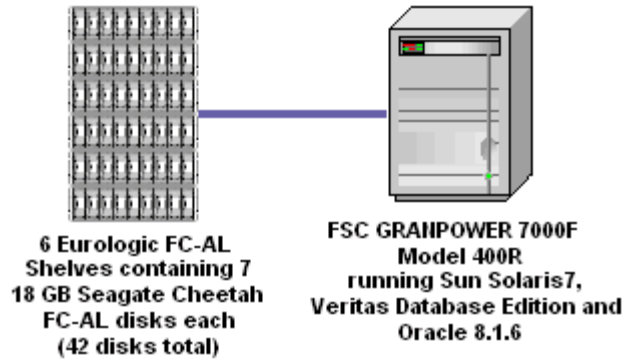 6 Eurologic FC-AL
Shelves containing 7
18 GB Seagate Cheetah
FC-AL disks each
(42 disks total)
FSC GRANPOWER 7000F
Model 400R
running Sun Solaris7,
Veritas Database Edition and
Oracle 8.1.6